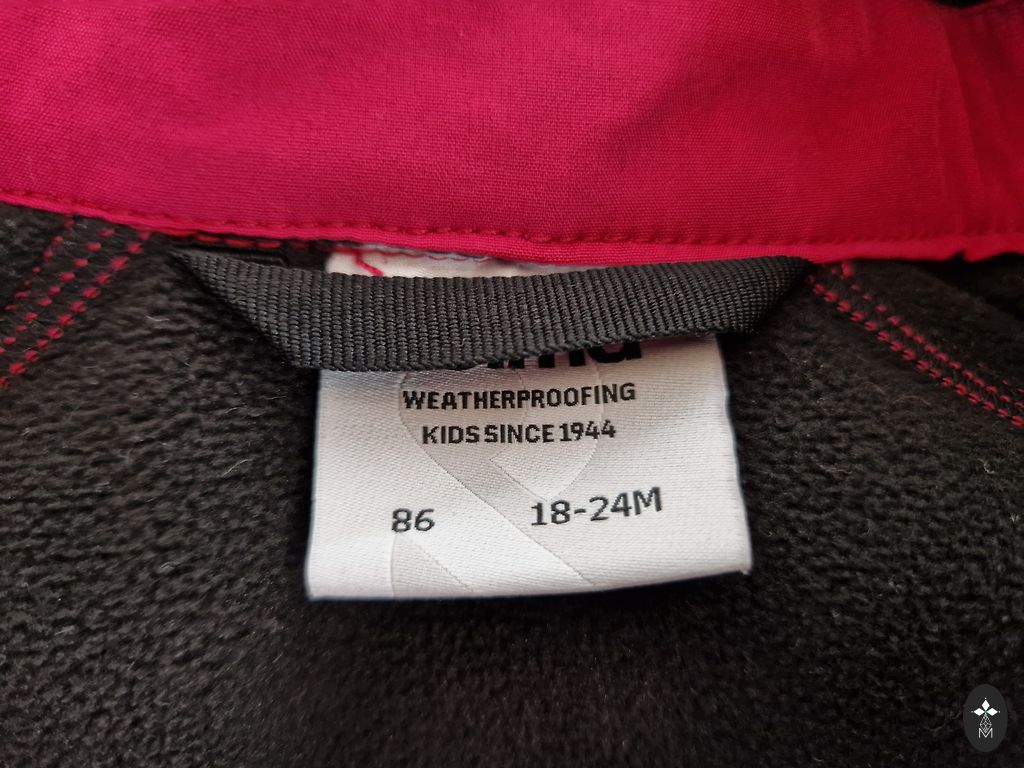 WEATHERPROOFING
KIDS SINCE 1944
86 18-24M
M